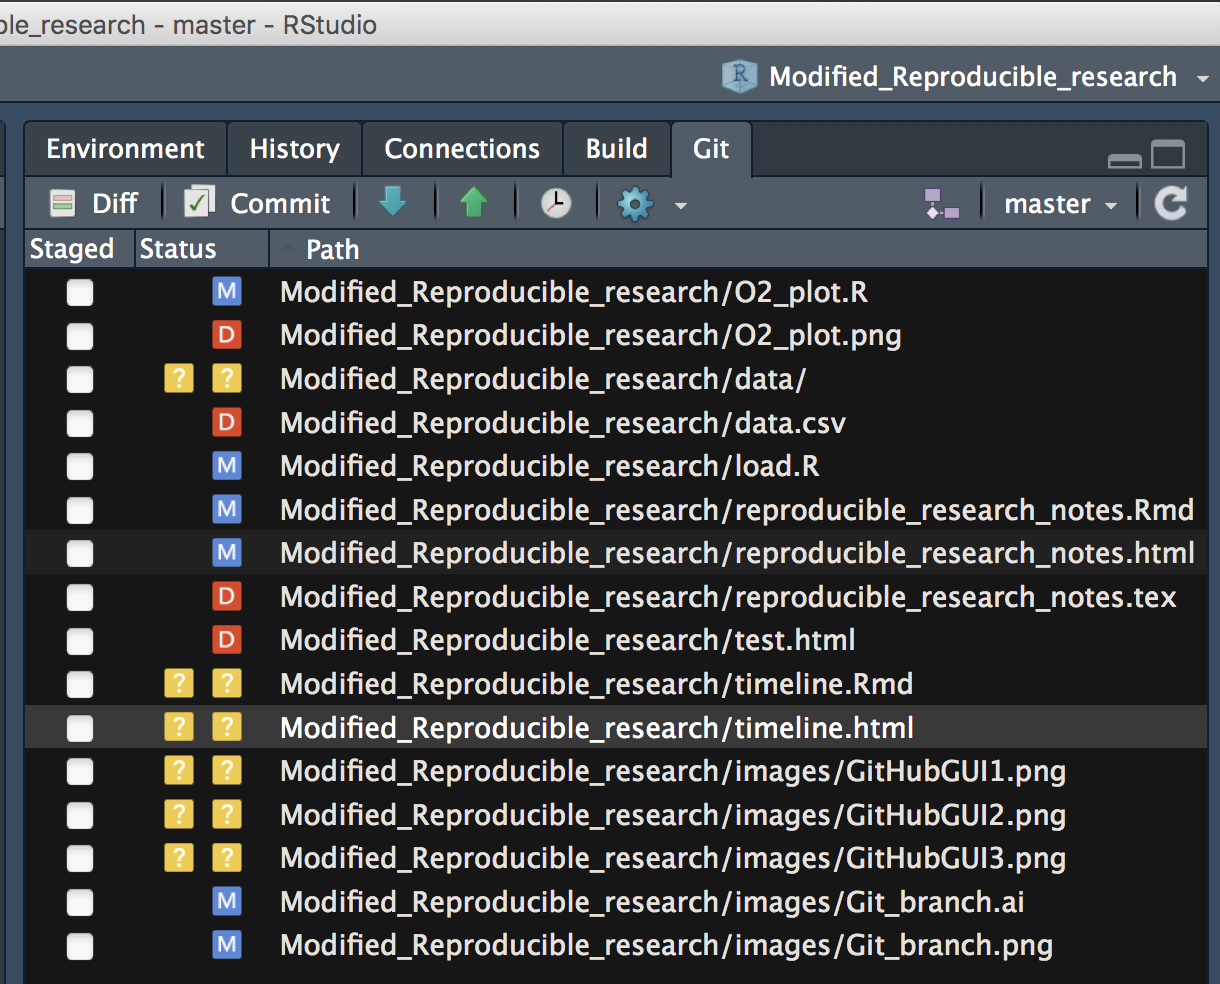 ble_research - master - RStudio
R Modified_Reproducible_research
Environment History Connections Build Git
Diff Commit master
Staged Status Path
M Modified_Reproducible_research/O2_plot.R
D Modified_Reproducible_research/O2_plot.png
? ? Modified_Reproducible_research/data/
D Modified_Reproducible_research/data.csv
M Modified_Reproducible_research/load.R
M Modified_Reproducible_research/reproducible_research_notes.Rmd
M Modified_Reproducible_research/reproducible_research_notes.html
D Modified_Reproducible_research/reproducible_research_notes.tex
D Modified_Reproducible_research/test.html
? ? Modified_Reproducible_research/timeline.Rmd
? ? Modified_Reproducible_research/timeline.html
? ? Modified_Reproducible_research/images/GitHubGUI1.png
? ? Modified_Reproducible_research/images/GitHubGUI2.png
? ? Modified_Reproducible_research/images/GitHubGUI3.png
M Modified_Reproducible_research/images/Git_branch.ai
M Modified_Reproducible_research/images/Git_branch.png